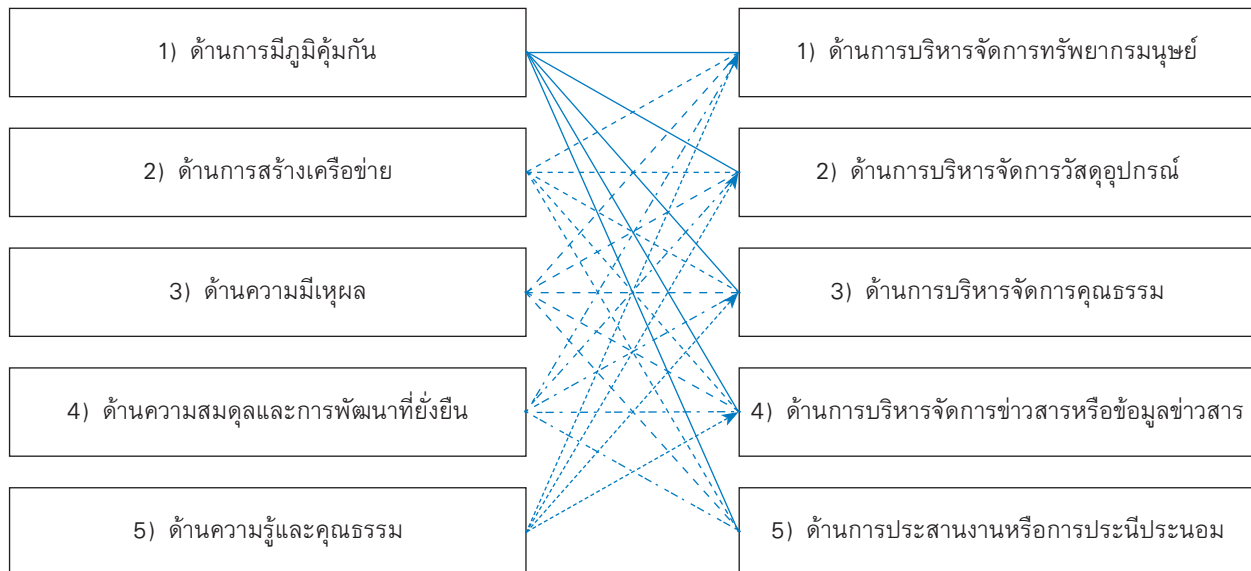 1) ด้านการมีภูมิคุ้มกัน
1) ด้านการบริหารจัดการทรัพยากรมนุษย์
2) ด้านการสร้างเครือข่าย
2) ด้านการบริหารจัดการวัสดุอุปกรณ์
3) ด้านความมีเหุผล
3) ด้านการบริหารจัดการคุณธรรม
4) ด้านความสมดุลและการพัฒนาที่ยั่งยืน
4) ด้านการบริหารจัดการข่าวสารหรือข้อมูลข่าวสาร
5) ด้านความรู้และคุณธรรม
5) ด้านการประสานงานหรือการประนีประนอม